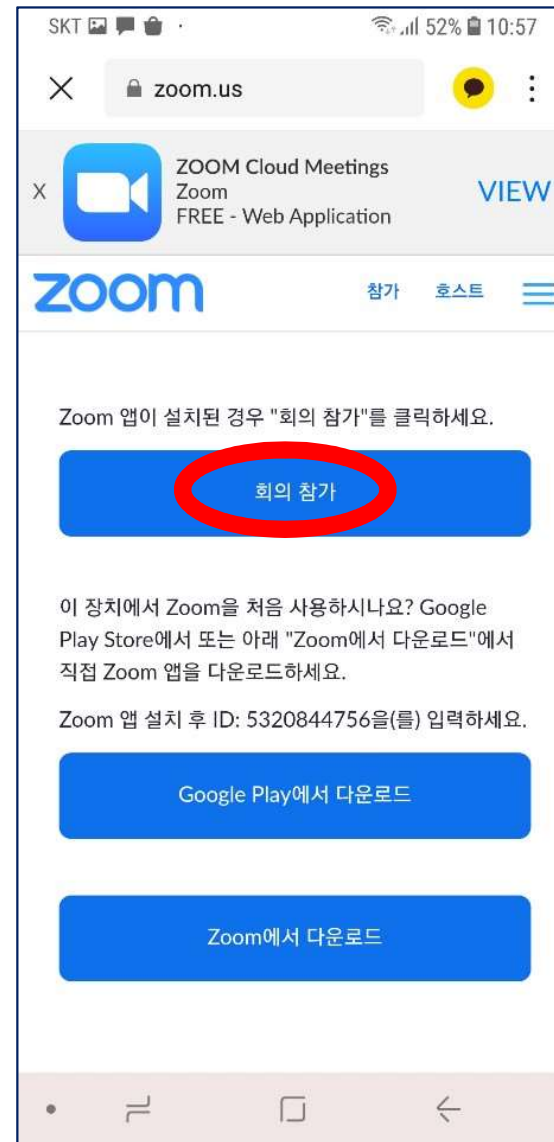 SKT 52% 10:57
X zoom.us
X
ZOOM Cloud Meetings
Zoom
FREE - Web Application
VIEW
zoom 참가 호스트
Zoom 앱이 설치된 경우 "회의 참가"를 클릭하세요.
회의 참가
이 장치에서 Zoom을 처음 사용하시나요? Google
Play Store에서 또는 아래 "Zoom에서 다운로드"에서
직접 Zoom 앱을 다운로드하세요.
Zoom 앱 설치 후 ID: 5320844756을(를) 입력하세요.
Google Play에서 다운로드
Zoom에서 다운로드